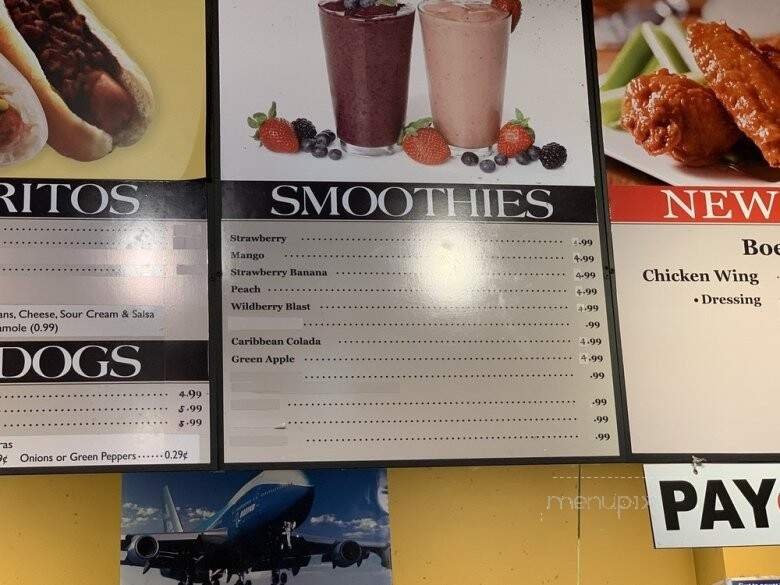 RITOS
ans, Cheese, Sour Cream & Salsa
mole (0.99)
DOGS
4.99
5.99
5.99
ras
9¢ Onions or Green Peppers ...... 0.29¢
SMOOTHIES
Strawberry 4.99
Mango 4.99
Strawberry Banana 4.99
Peach 4.99
Wildberry Blast 4.99
.99
Caribbean Colada 4.99
Green Apple 4.99
.99
.99
.99
.99
NEW
Boe
Chicken Wing
• Dressing
menupix
PAY